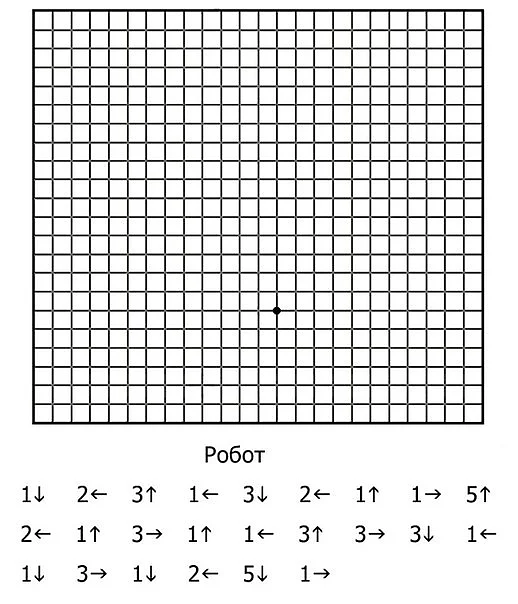 Робот
1↓ 2← 3↑ 1← 3↓ 2← 1↑ 1→ 5↑
2← 1↑ 3→ 1↑ 1← 3↑ 3→ 3↓ 1←
1↓ 3→ 1↓ 2← 5↓ 1→